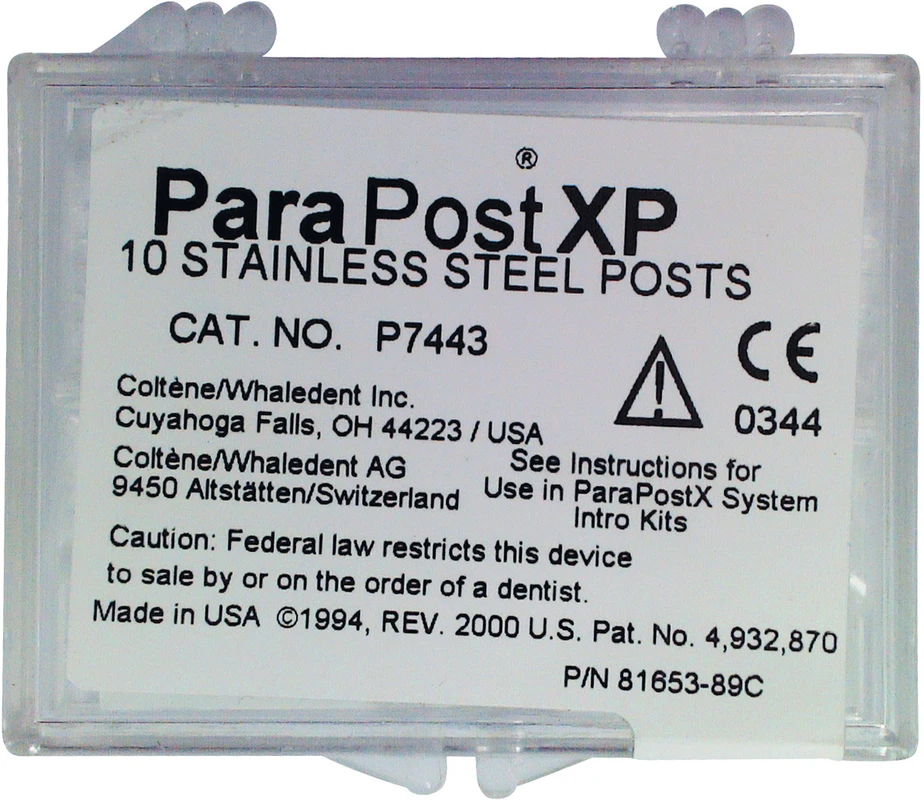 ®
ParaPostXP
10 STAINLESS STEEL POSTS
CAT. NO. P7443
CE
0344
Coltène/Whaledent Inc.
Cuyahoga Falls, OH 44223 / USA
Coltène/Whaledent AG
9450 Altstätten/Switzerland
See Instructions for
Use in ParaPostX System
Intro Kits
Caution: Federal law restricts this device
to sale by or on the order of a dentist.
Made in USA ©1994, REV. 2000 U.S. Pat. No. 4,932,870
P/N 81653-89C